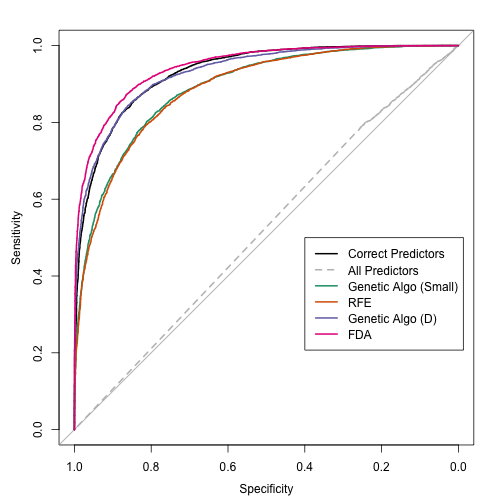 1.0
0.8
0.6
0.4
0.2
0.0
Sensitivity
Correct Predictors
All Predictors
Genetic Algo (Small)
RFE
Genetic Algo (D)
FDA
1.0 0.8 0.6 0.4 0.2 0.0
Specificity